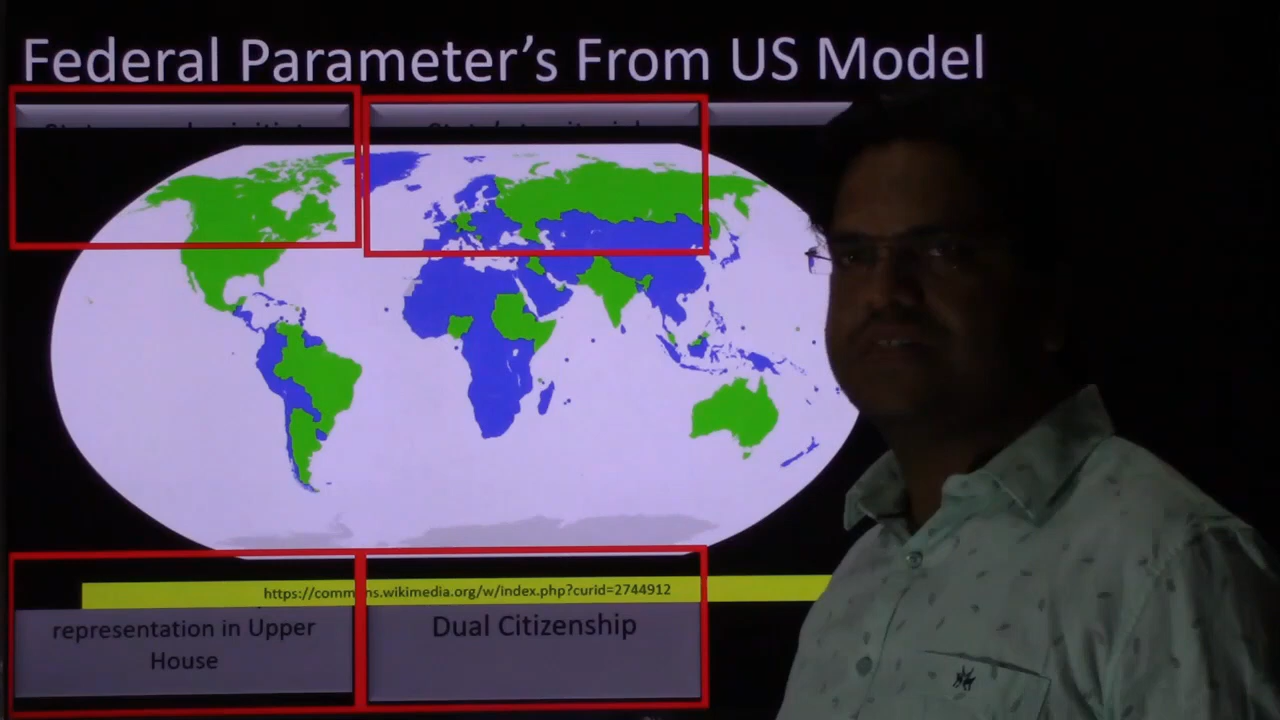 Federal Parameter's From US Model
https://commons.wikimedia.org/w/index.php?curid=2744912
representation in Upper
House
Dual Citizenship